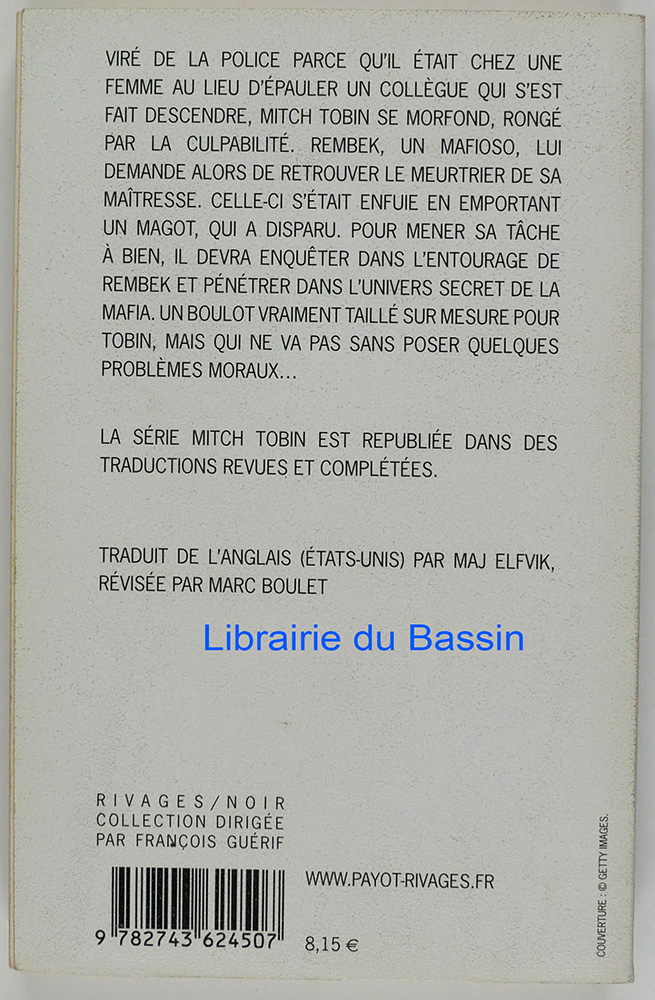 VIRÉ DE LA POLICE PARCE QU'IL ÉTAIT CHEZ UNE
FEMME AU LIEU D'ÉPAULER UN COLLÈGUE QUI S'EST
FAIT DESCENDRE, MITCH TOBIN SE MORFOND, RONGÉ
PAR LA CULPABILITÉ. REMBEK, UN MAFIOSO, LUI
DEMANDE ALORS DE RETROUVER LE MEURTRIER DE SA
MAÎTRESSE. CELLE-CI S'ÉTAIT ENFUIE EN EMPORTANT
UN MAGOT, QUI A DISPARU. POUR MENER SA TÂCHE
À BIEN, IL DEVRA ENQUÊTER DANS L'ENTOURAGE DE
REMBEK ET PÉNÉTRER DANS L'UNIVERS SECRET DE LA
MAFIA. UN BOULOT VRAIMENT TAILLÉ SUR MESURE POUR
TOBIN, MAIS QUI NE VA PAS SANS POSER QUELQUES
PROBLÈMES MORAUX...
LA SÉRIE MITCH TOBIN EST REPUBLIÉE DANS DES
TRADUCTIONS REVUES ET COMPLÉTÉES.
TRADUIT DE L'ANGLAIS (ÉTATS-UNIS) PAR MAJ ELFVIK,
RÉVISÉE PAR MARC BOULET
Librairie du Bassin
RIVAGES/NOIR
COLLECTION DIRIGÉE
PAR FRANÇOIS GUÉRIF
WWW.PAYOT-RIVAGES.FR
9 782743 624507
8,15 €
COUVERTURE : © GETTY IMAGES.